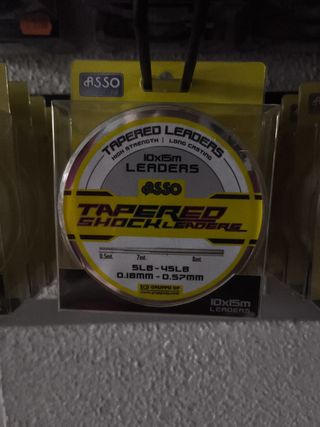 ASSO
TAPERED LEADERS
HIGH STRENGTH | LONG CASTING
10x15m
LEADERS
ASSO
TAPERED
SHOCK LEADERS
0.5mt. 7mt. 8mt.
5LB - 45LB
0.18mm - 0.57mm
10x15m
LEADERS